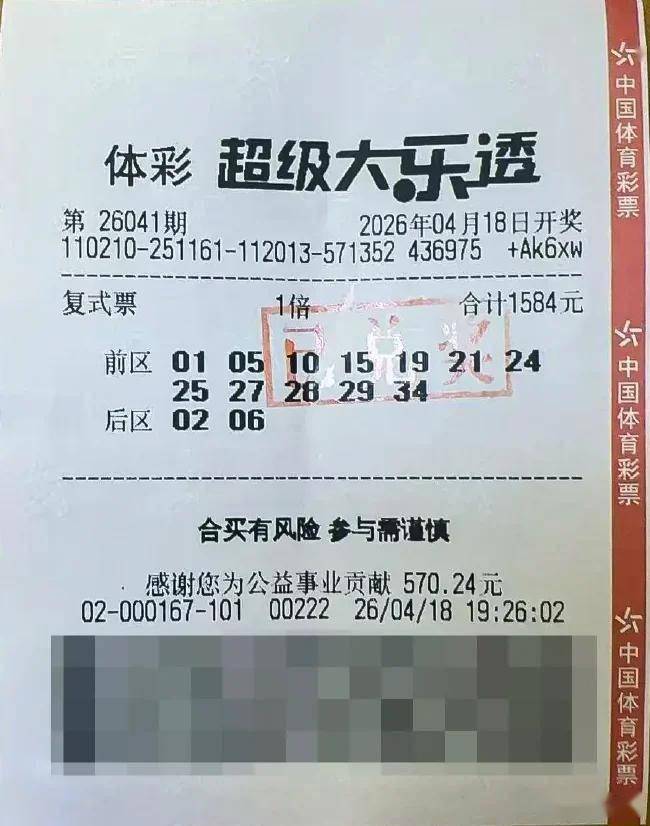 体彩 超级大乐透
第 26041期 2026年04月18日开奖
110210-251161-112013-571352 436975 +Ak6xw
复式票 1倍 合计1584元
已兑奖
前区 01 05 10 15 19 21 24
25 27 28 29 34
后区 02 06
合买有风险 参与需谨慎
感谢您为公益事业贡献 570.24元
02-000167-101 00222 26/04/18 19:26:02
中国体育彩票
中国体育彩票
中国体育彩票